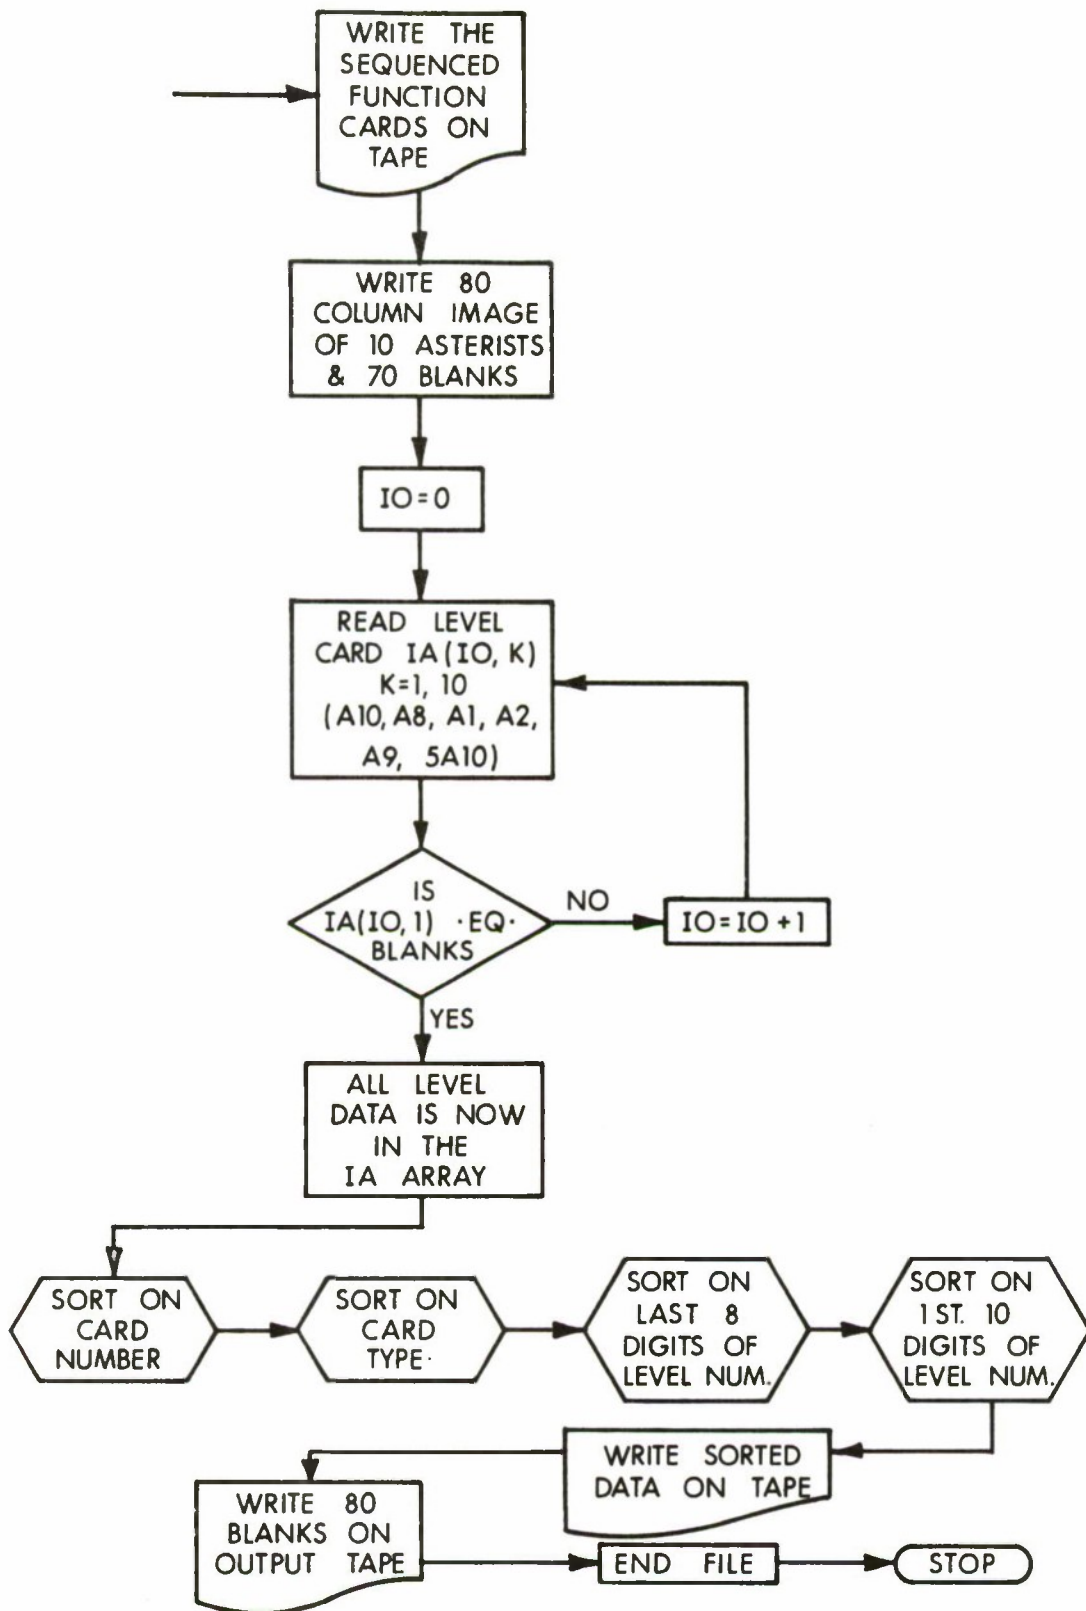 WRITE THE
SEQUENCED
FUNCTION
CARDS ON
TAPE
WRITE 80
COLUMN IMAGE
OF 10 ASTERISTS
& 70 BLANKS
IO=0
READ LEVEL
CARD IA(IO, K)
K=1, 10
(A10, A8, A1, A2,
A9, 5A10)
IS
IA(IO, 1) ·EQ·
BLANKS
NO
IO=IO+1
YES
ALL LEVEL
DATA IS NOW
IN THE
IA ARRAY
SORT ON
CARD
NUMBER
SORT ON
CARD
TYPE·
SORT ON
LAST 8
DIGITS OF
LEVEL NUM.
SORT ON
1 ST. 10
DIGITS OF
LEVEL NUM.
WRITE SORTED
DATA ON TAPE
WRITE 80
BLANKS ON
OUTPUT TAPE
END FILE
STOP